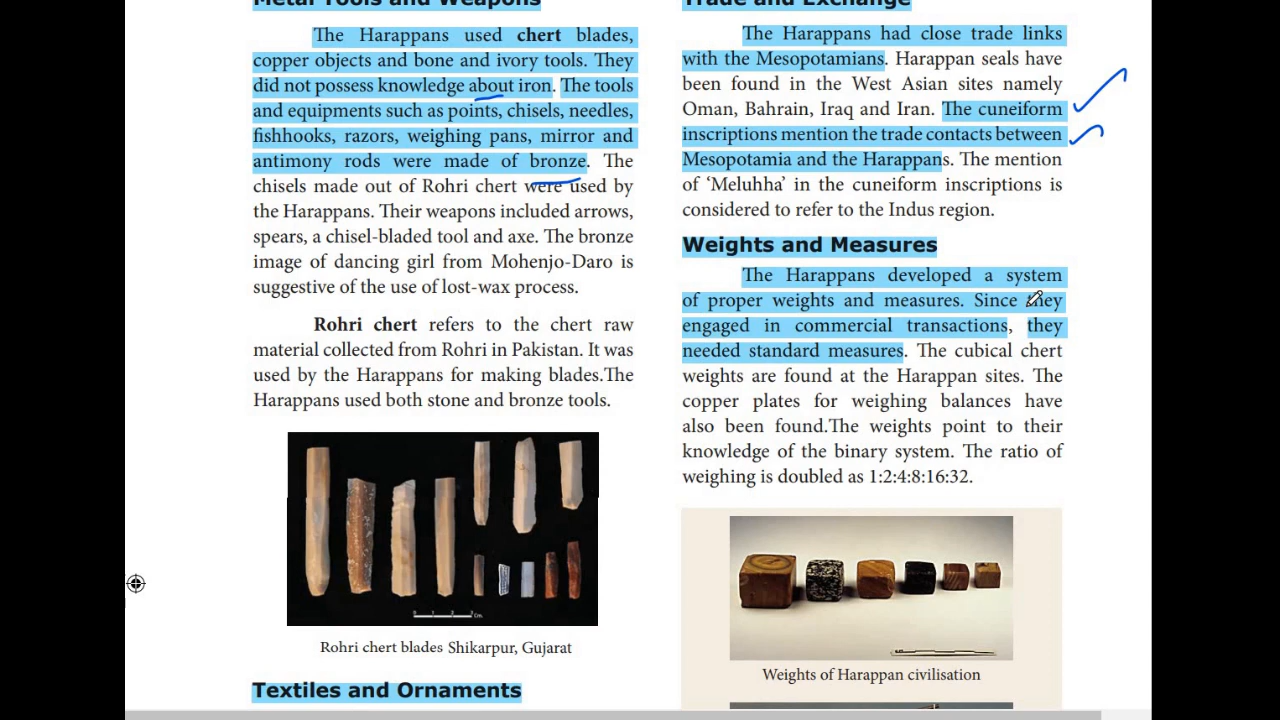 Metal Tools and Weapons
The Harappans used chert blades,
copper objects and bone and ivory tools. They
did not possess knowledge about iron. The tools
and equipments such as points, chisels, needles,
fishhooks, razors, weighing pans, mirror and
antimony rods were made of bronze. The
chisels made out of Rohri chert were used by
the Harappans. Their weapons included arrows,
spears, a chisel-bladed tool and axe. The bronze
image of dancing girl from Mohenjo-Daro is
suggestive of the use of lost-wax process.
Rohri chert refers to the chert raw
material collected from Rohri in Pakistan. It was
used by the Harappans for making blades.The
Harappans used both stone and bronze tools.
Rohri chert blades Shikarpur, Gujarat
Textiles and Ornaments
Trade and Exchange
The Harappans had close trade links
with the Mesopotamians. Harappan seals have
been found in the West Asian sites namely
Oman, Bahrain, Iraq and Iran. The cuneiform
inscriptions mention the trade contacts between
Mesopotamia and the Harappans. The mention
of ‘Meluhha’ in the cuneiform inscriptions is
considered to refer to the Indus region.
Weights and Measures
The Harappans developed a system
of proper weights and measures. Since they
engaged in commercial transactions, they
needed standard measures. The cubical chert
weights are found at the Harappan sites. The
copper plates for weighing balances have
also been found.The weights point to their
knowledge of the binary system. The ratio of
weighing is doubled as 1:2:4:8:16:32.
Weights of Harappan civilisation